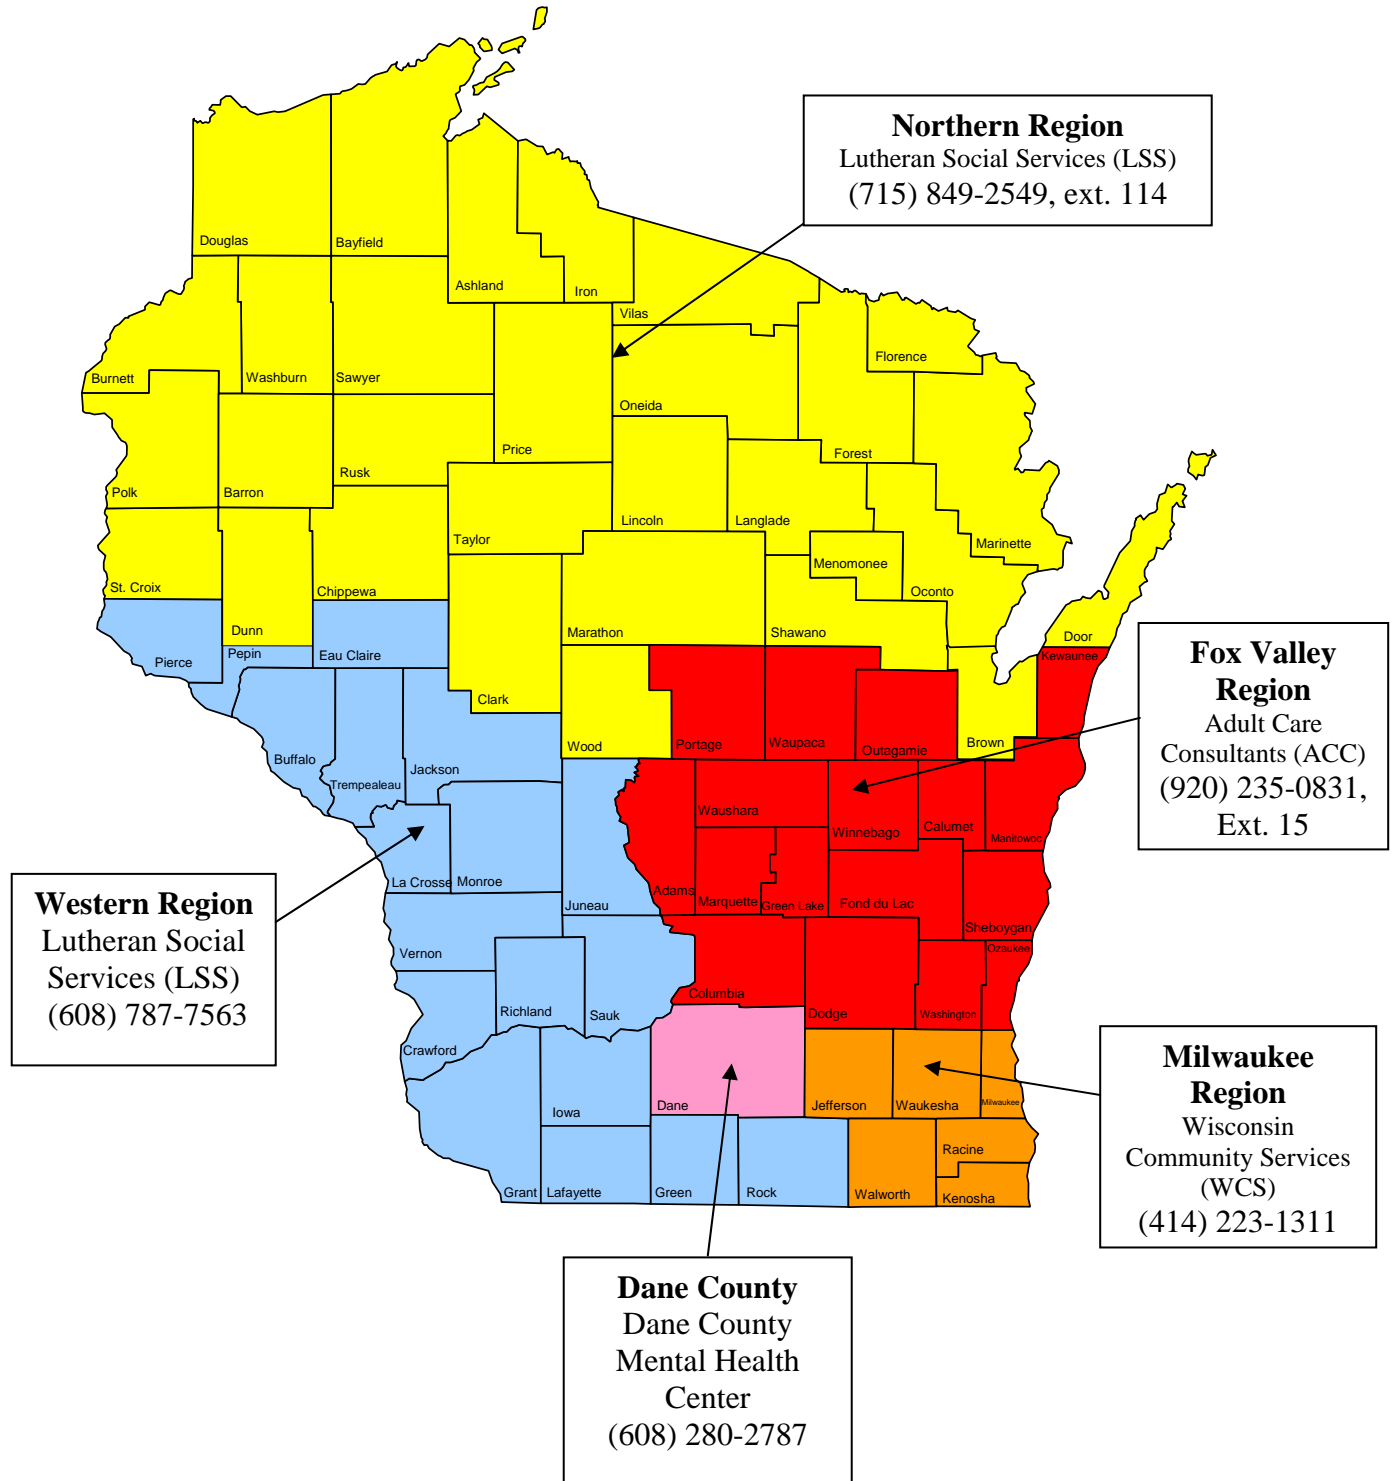 Northern Region
Lutheran Social Services (LSS)
(715) 849-2549, ext. 114
Douglas
Bayfield
Ashland
Iron
Vilas
Florence
Burnett
Washburn
Sawyer
Oneida
Price
Forest
Rusk
Polk
Barron
Lincoln
Langlade
Taylor
Marinette
Menomonee
St. Croix
Chippewa
Oconto
Dunn
Marathon
Shawano
Door
Pierce
Pepin
Eau Claire
Kewaunee
Clark
Wood
Portage
Waupaca
Outagamie
Brown
Fox Valley
Region
Adult Care
Consultants (ACC)
(920) 235-0831,
Ext. 15
Buffalo
Trempealeau
Jackson
Waushara
Winnebago
Calumet
Manitowoc
La Crosse
Monroe
Juneau
Adams
Marquette
Green Lake
Fond du Lac
Sheboygan
Western Region
Lutheran Social
Services (LSS)
(608) 787-7563
Vernon
Ozaukee
Richland
Sauk
Columbia
Dodge
Washington
Crawford
Iowa
Dane
Jefferson
Waukesha
Milwaukee
Milwaukee
Region
Wisconsin
Community Services
(WCS)
(414) 223-1311
Racine
Grant
Lafayette
Green
Rock
Walworth
Kenosha
Dane County
Dane County
Mental Health
Center
(608) 280-2787